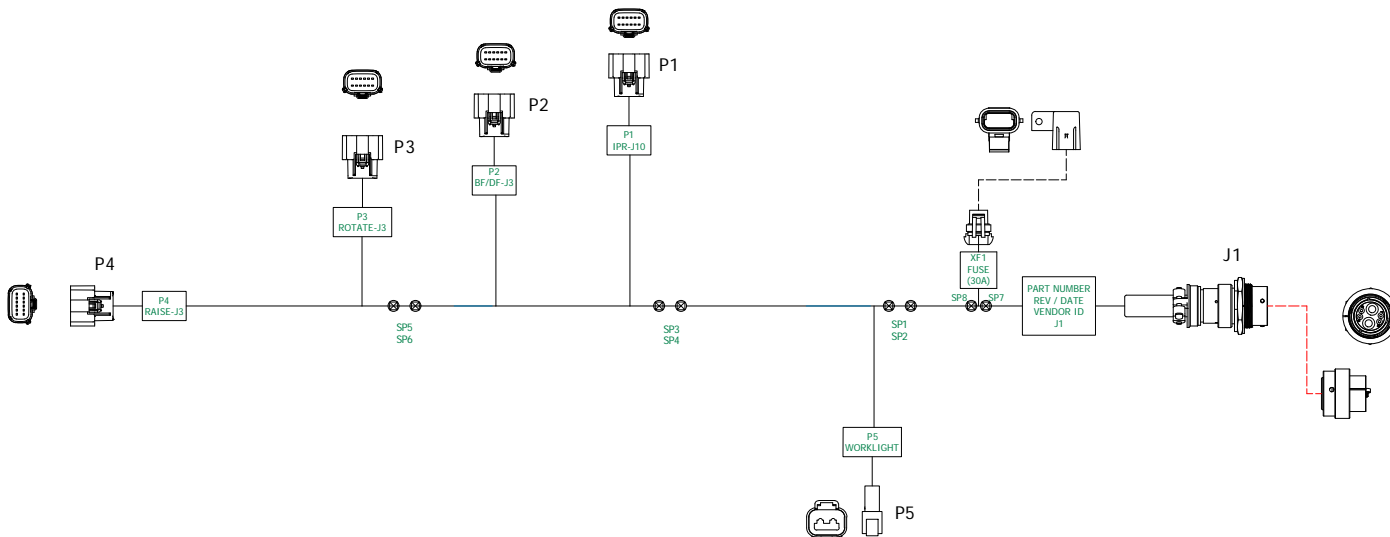 P1
P2
P3
P4
J1
P5
P1
IPR-J10
P2
BF/DF-J3
P3
ROTATE-J3
P4
RAISE-J3
XF1
FUSE
(30A)
PART NUMBER
REV / DATE
VENDOR ID
J1
SP8
SP7
SP5
SP6
SP3
SP4
SP1
SP2
P5
WORKLIGHT